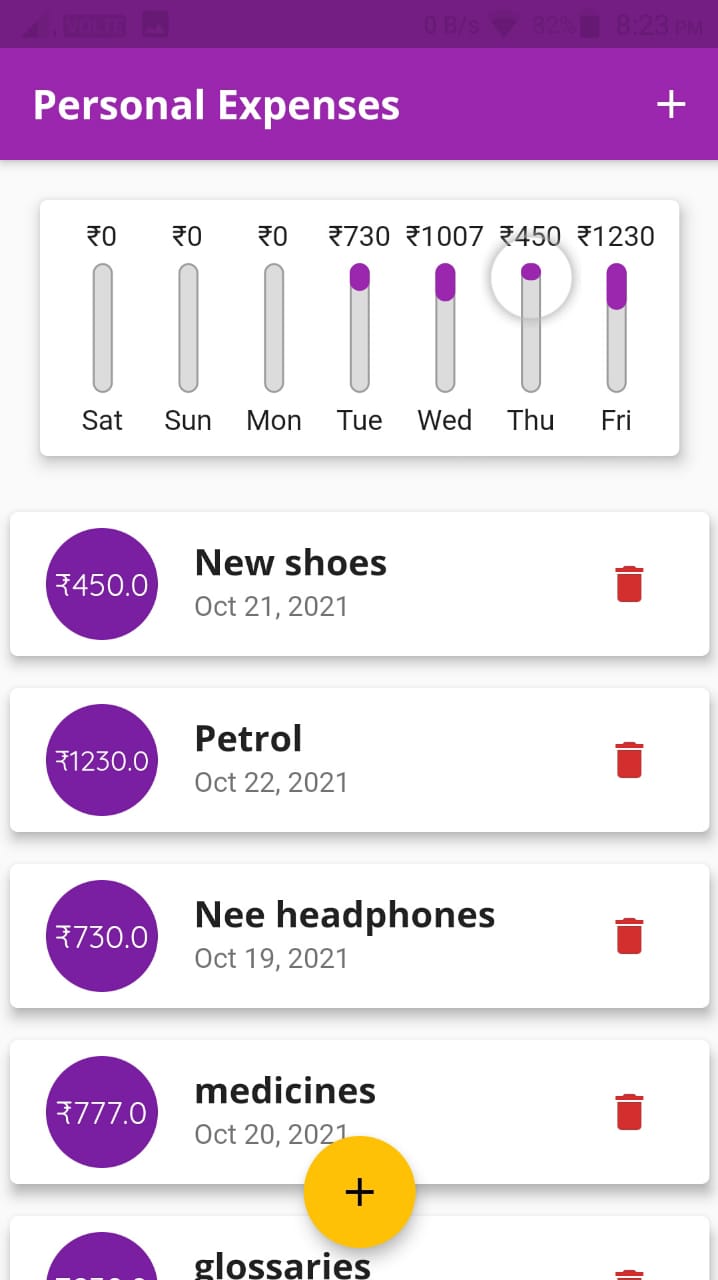 VOLTE 0 B/s 82% 8:23 PM
Personal Expenses +
₹0 ₹0 ₹0 ₹730 ₹1007 ₹450 ₹1230
Sat Sun Mon Tue Wed Thu Fri
₹450.0
New shoes
Oct 21, 2021
₹1230.0
Petrol
Oct 22, 2021
₹730.0
Nee headphones
Oct 19, 2021
₹777.0
medicines
Oct 20, 2021
+
glossaries